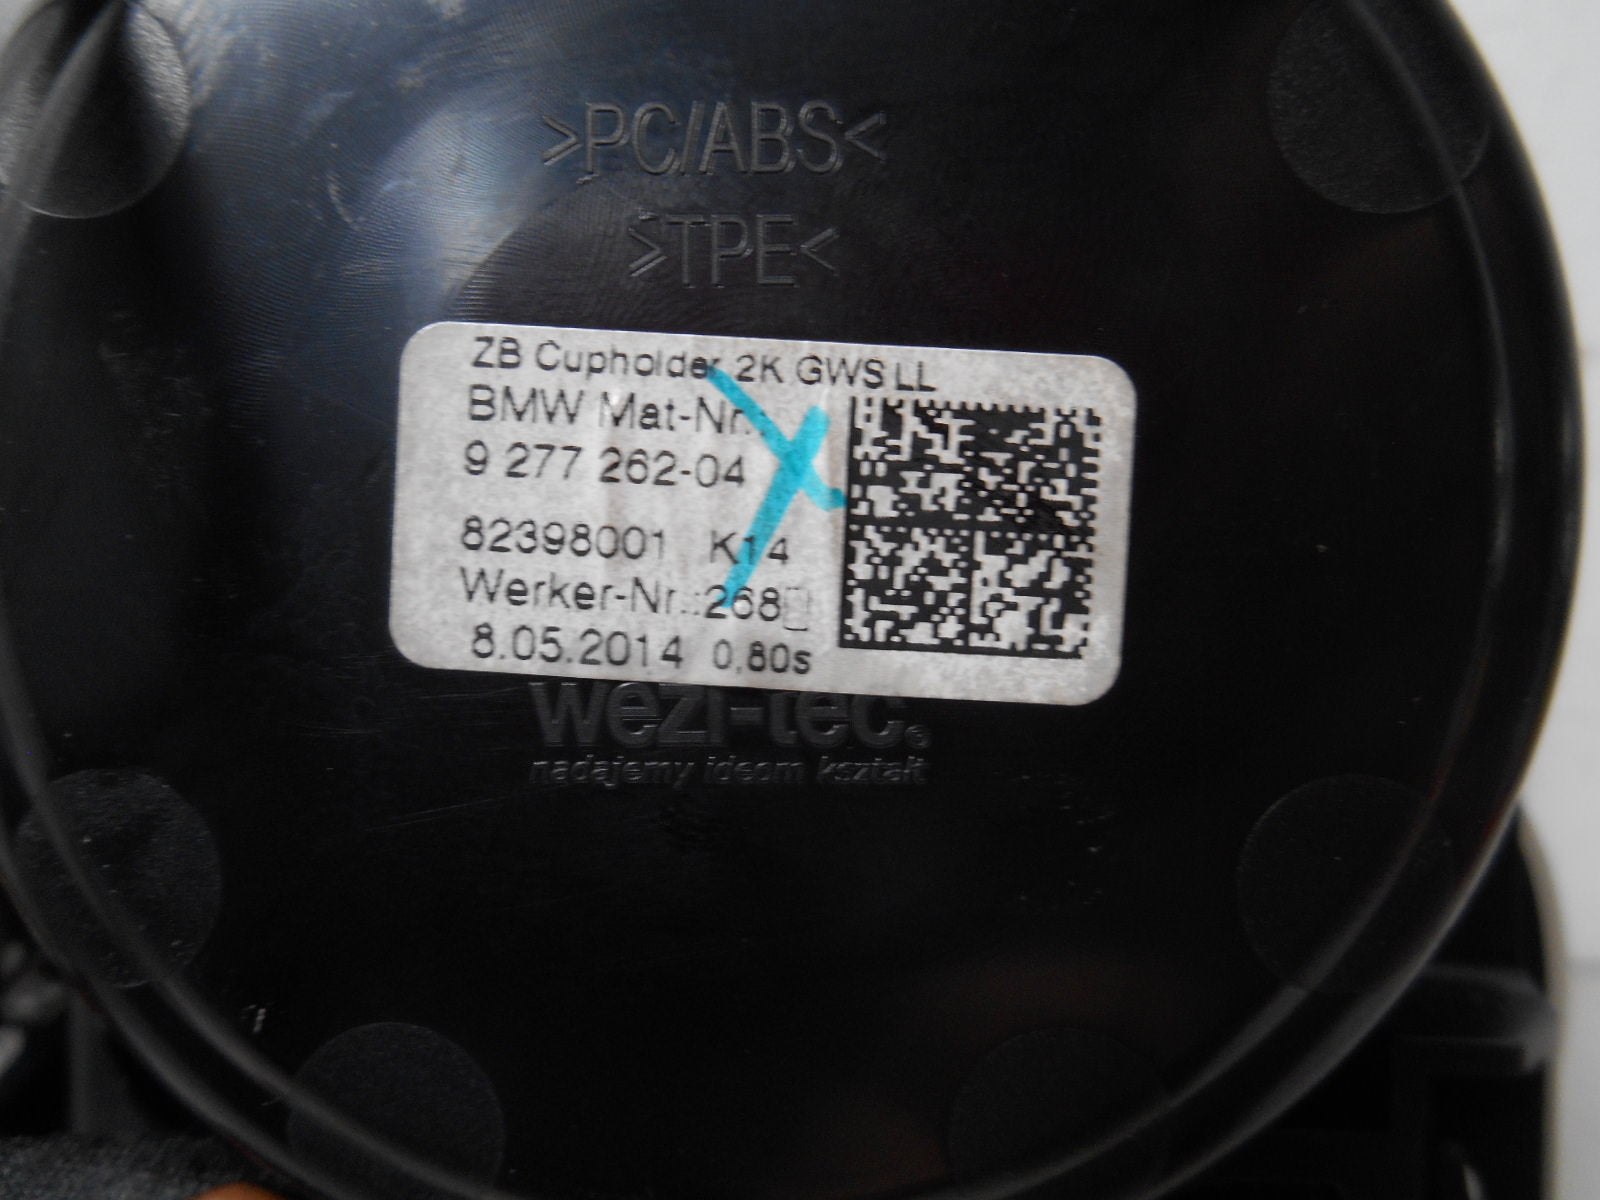 >PC/ABS<
>TPE<
ZB Cupholder 2K GWS LL
BMW Mat-Nr.:
9 277 262-04
82398001 K14
Werker-Nr.:268
8.05.2014 0,80s
wezi-tec®
nadajemy ideom kształt